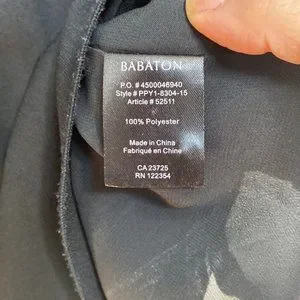 BABATON
P.O. # 4500046940
Style # PPY1-8304-15
Article # 52511
100% Polyester
Made in China
Fabriqué en Chine
CA 23725
RN 122354